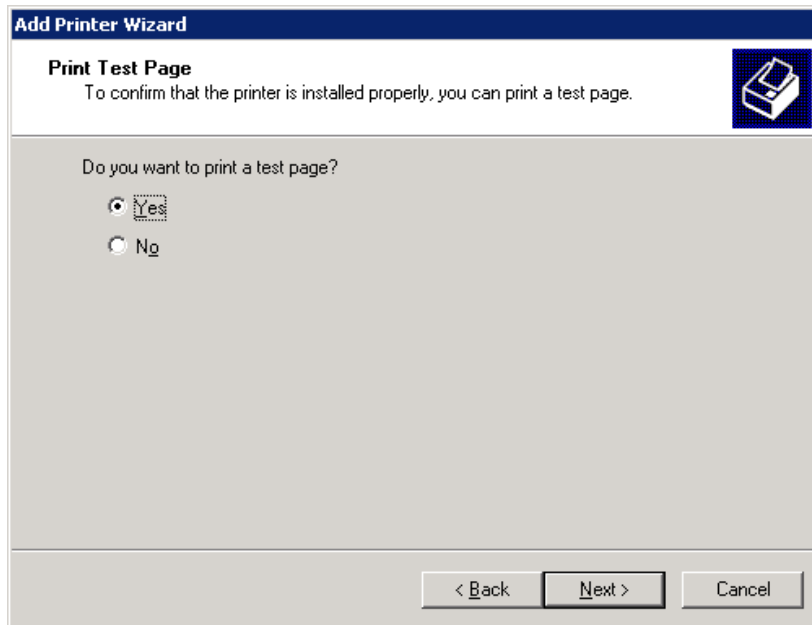 Add Printer Wizard
Print Test Page
To confirm that the printer is installed properly, you can print a test page.
Do you want to print a test page?
Yes
No
< Back Next > Cancel